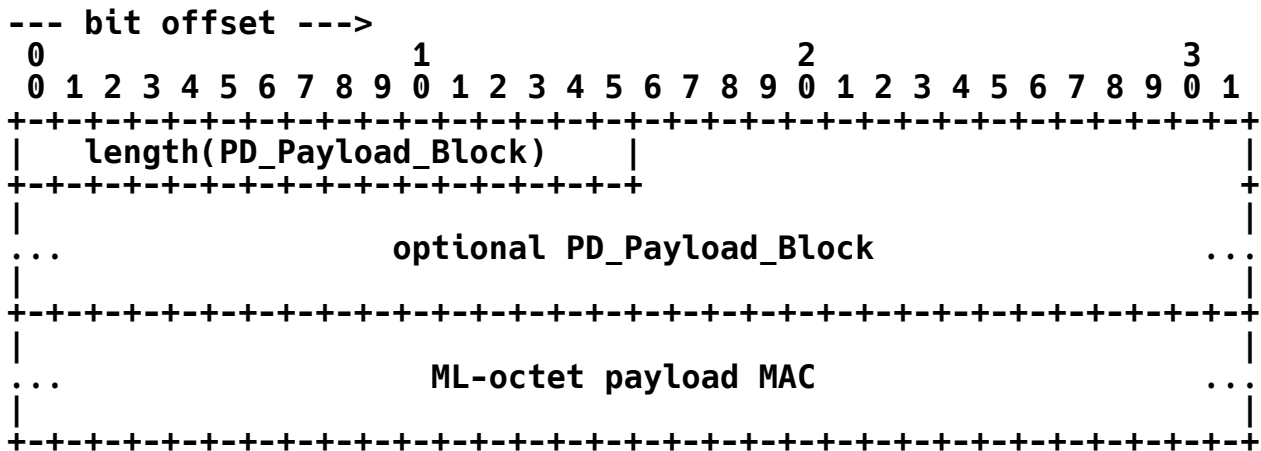 --- bit offset --->
 0                   1                   2                   3
 0 1 2 3 4 5 6 7 8 9 0 1 2 3 4 5 6 7 8 9 0 1 2 3 4 5 6 7 8 9 0 1
+-+-+-+-+-+-+-+-+-+-+-+-+-+-+-+-+-+-+-+-+-+-+-+-+-+-+-+-+-+-+-+-+
|   length(PD_Payload_Block)    |                               |
+-+-+-+-+-+-+-+-+-+-+-+-+-+-+-+-+                               +
|                                                               |
...                 optional PD_Payload_Block                 ...
|                                                               |
+-+-+-+-+-+-+-+-+-+-+-+-+-+-+-+-+-+-+-+-+-+-+-+-+-+-+-+-+-+-+-+-+
|                                                               |
...                   ML-octet payload MAC                    ...
|                                                               |
+-+-+-+-+-+-+-+-+-+-+-+-+-+-+-+-+-+-+-+-+-+-+-+-+-+-+-+-+-+-+-+-+